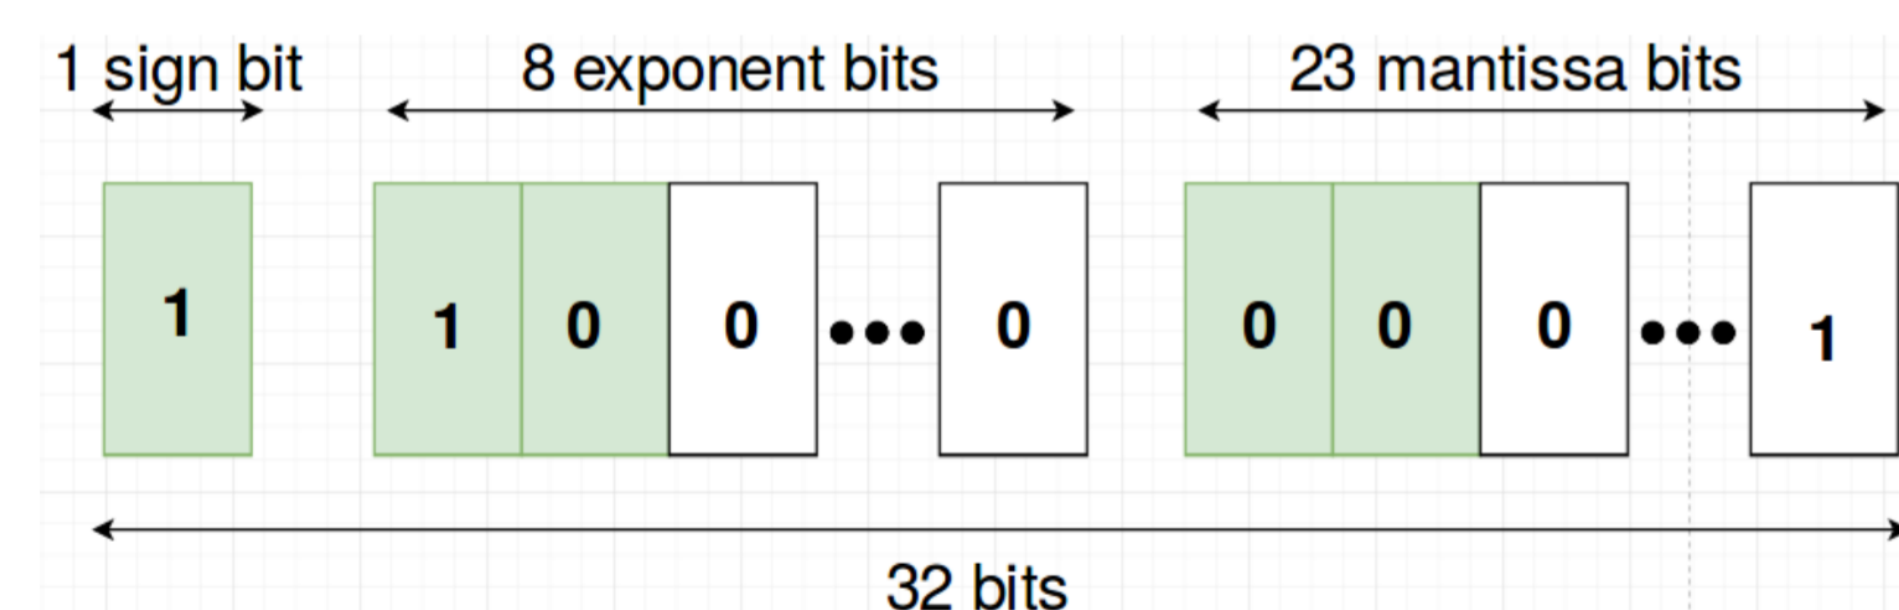 1 sign bit 8 exponent bits 23 mantissa bits
1 1 0 0 ●●● 0 0 0 0 ●●● 1
32 bits